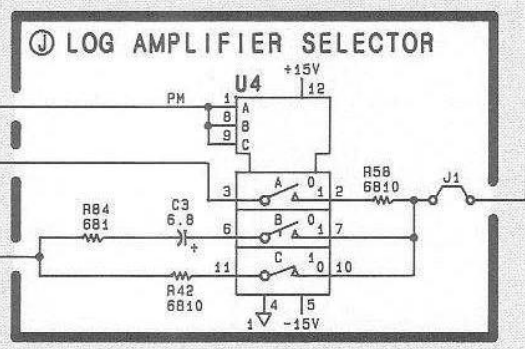 J LOG AMPLIFIER SELECTOR
U4 +15V
PM 1 A 12
8 B
9 C
R58
6810
J1
A 0
3 1 2
R84
681
C3
6.8
+
B 0
6 1 7
C 1
11 0 10
R42
6810
4 5
1 -15V